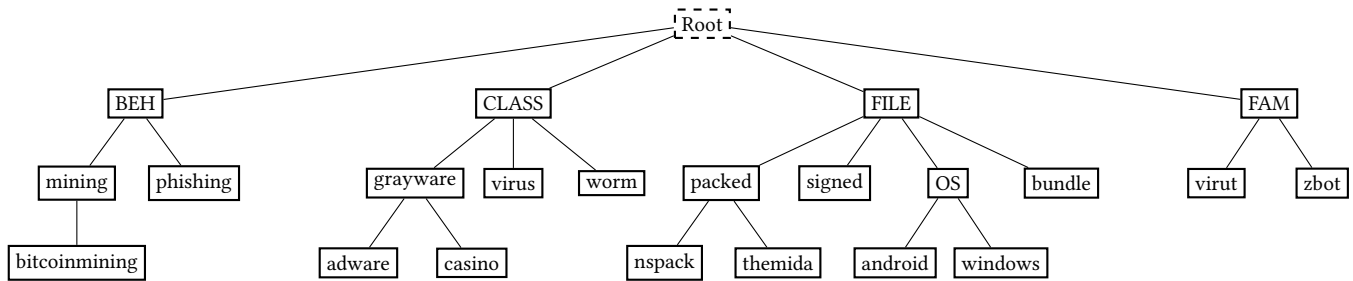 Root
BEH
CLASS
FILE
FAM
mining
phishing
grayware
virus
worm
packed
signed
OS
bundle
virut
zbot
bitcoinmining
adware
casino
nspack
themida
android
windows